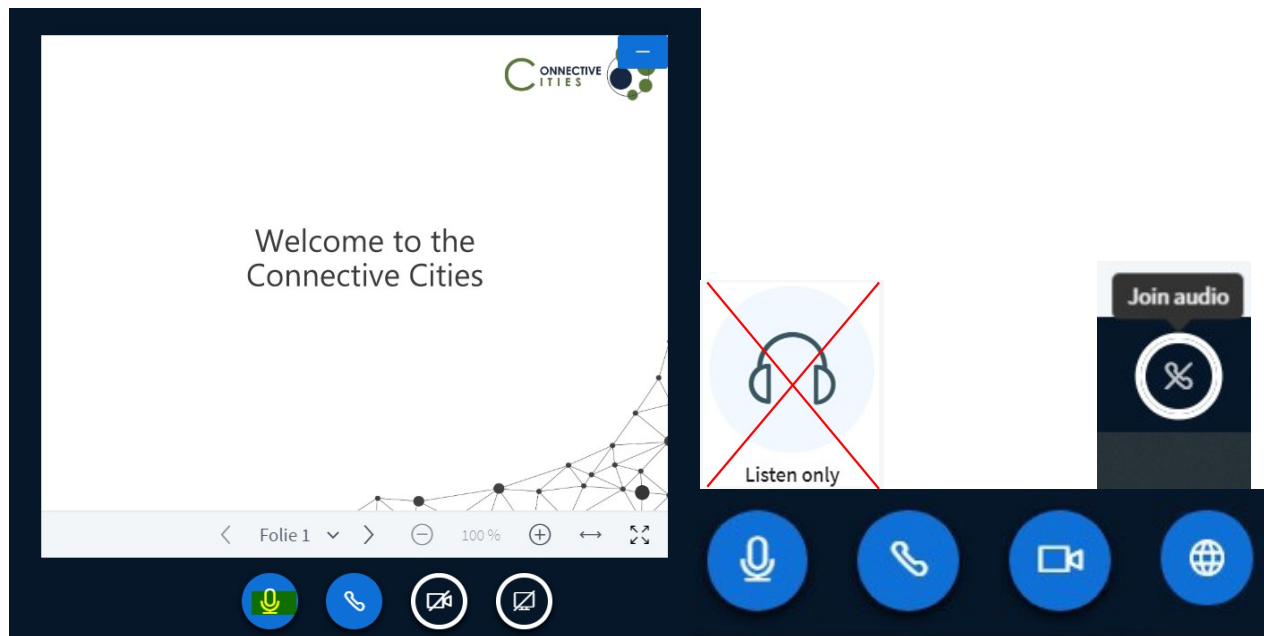 CONNECTIVE
CITIES
Welcome to the
Connective Cities
Folie 1
100 %
Listen only
Join audio